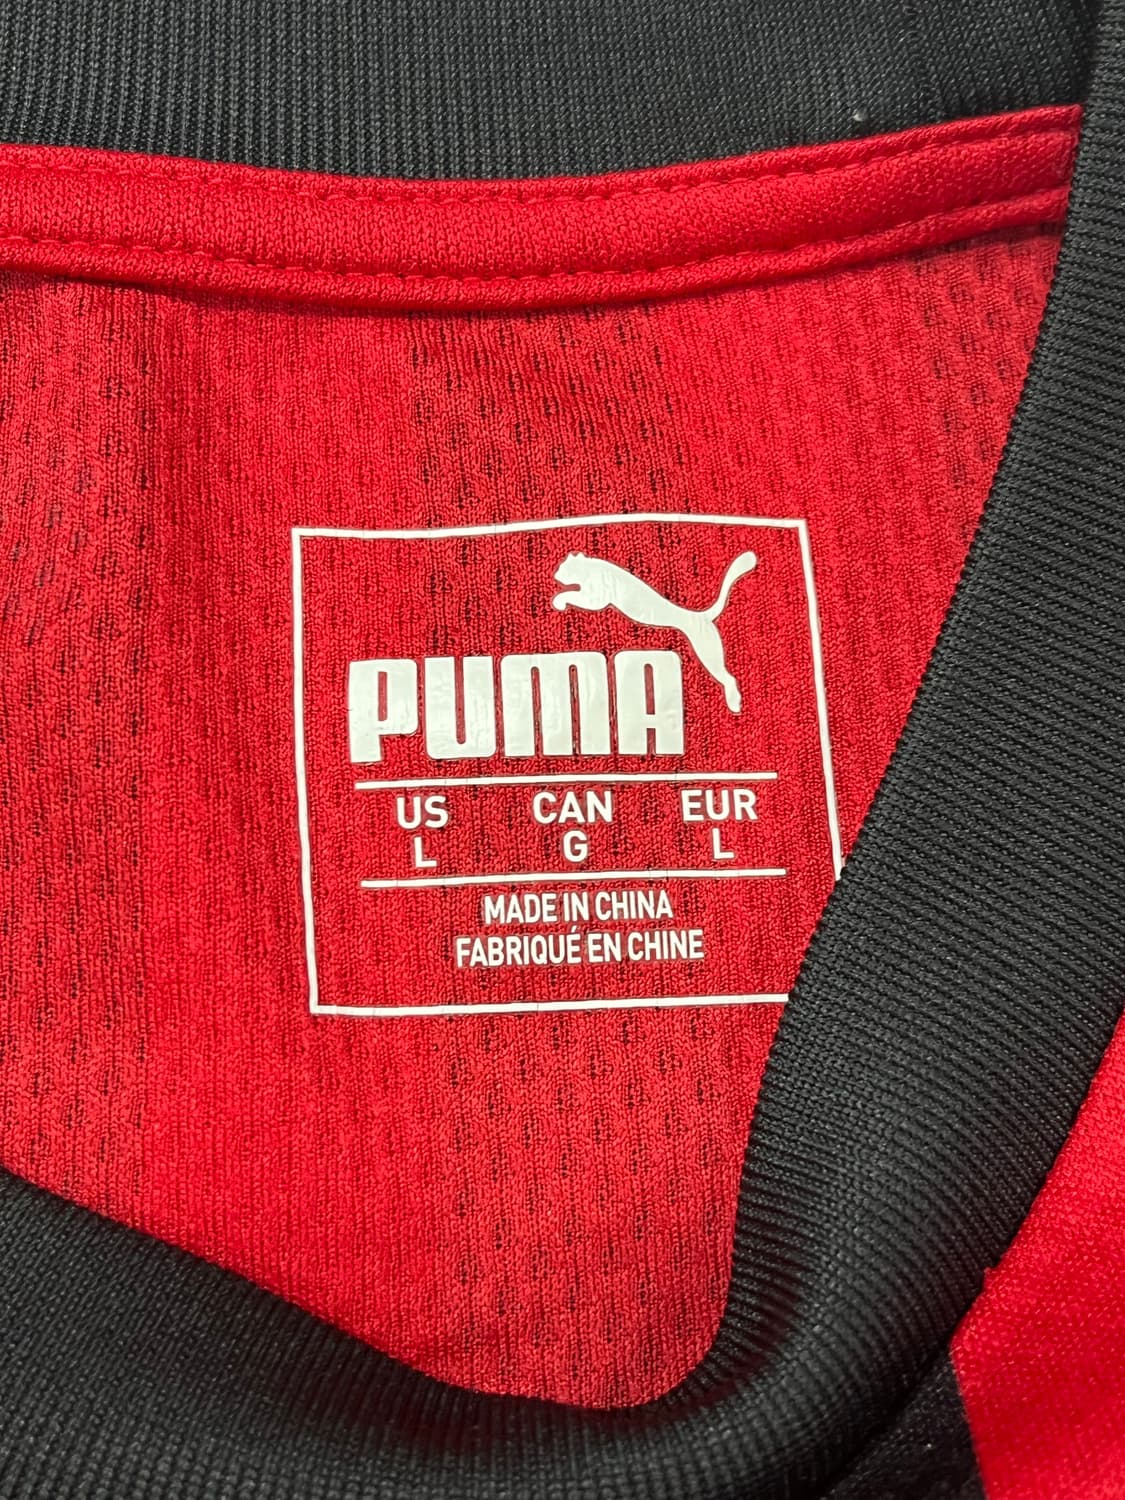 PUMA
US CAN EUR
L G L
MADE IN CHINA
FABRIQUÉ EN CHINE